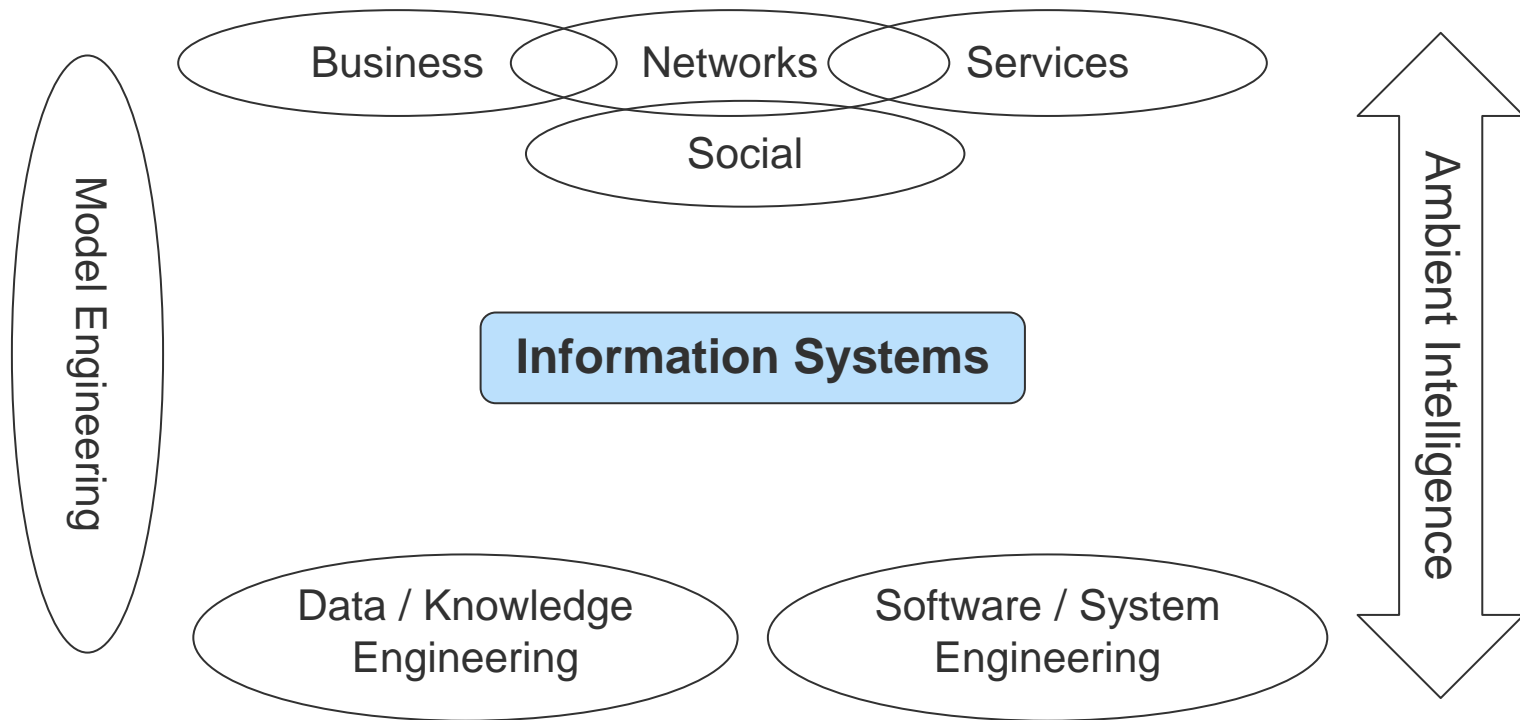 Business
Networks
Services
Social
Model Engineering
Information Systems
Ambient Intelligence
Data / Knowledge
Engineering
Software / System
Engineering